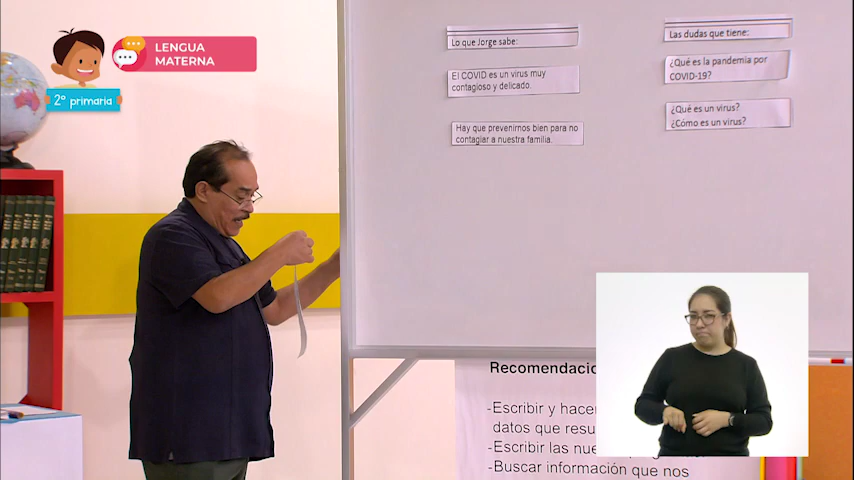 LENGUA
MATERNA
2° primaria
Lo que Jorge sabe:
El COVID es un virus muy
contagioso y delicado.
Hay que prevenirnos bien para no
contagiar a nuestra familia.
Las dudas que tiene:
¿Qué es la pandemia por
COVID-19?
¿Qué es un virus?
¿Cómo es un virus?
Recomendacio
-Escribir y hacer
datos que resu
-Escribir las nue
-Buscar información que nos